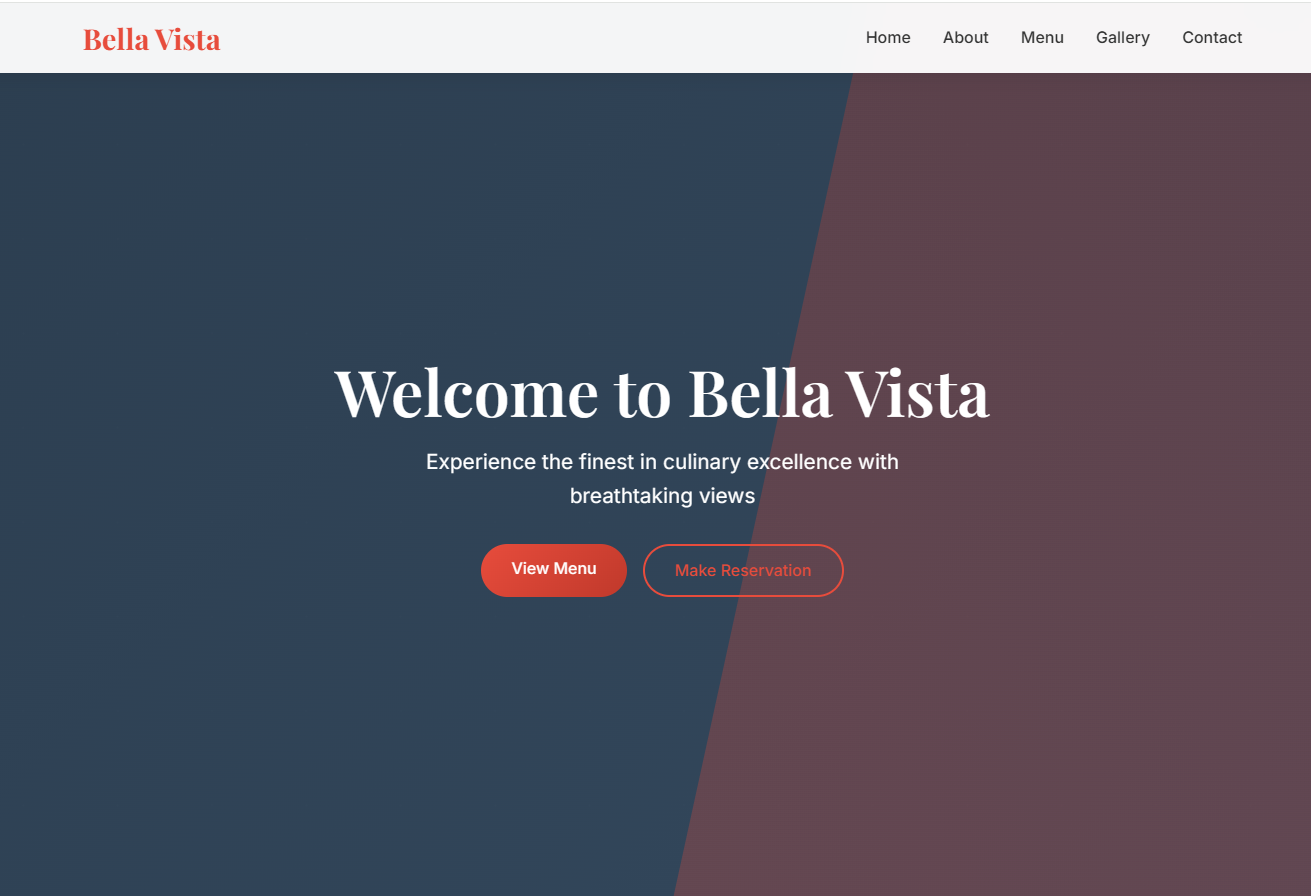 Bella Vista
Home About Menu Gallery Contact
Welcome to Bella Vista
Experience the finest in culinary excellence with
breathtaking views
View Menu
Make Reservation